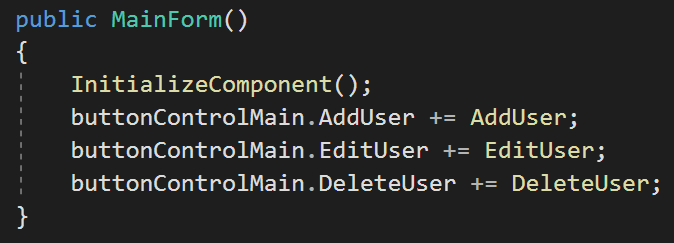 public MainForm()
{
InitializeComponent();
buttonControlMain.AddUser += AddUser;
buttonControlMain.EditUser += EditUser;
buttonControlMain.DeleteUser += DeleteUser;
}